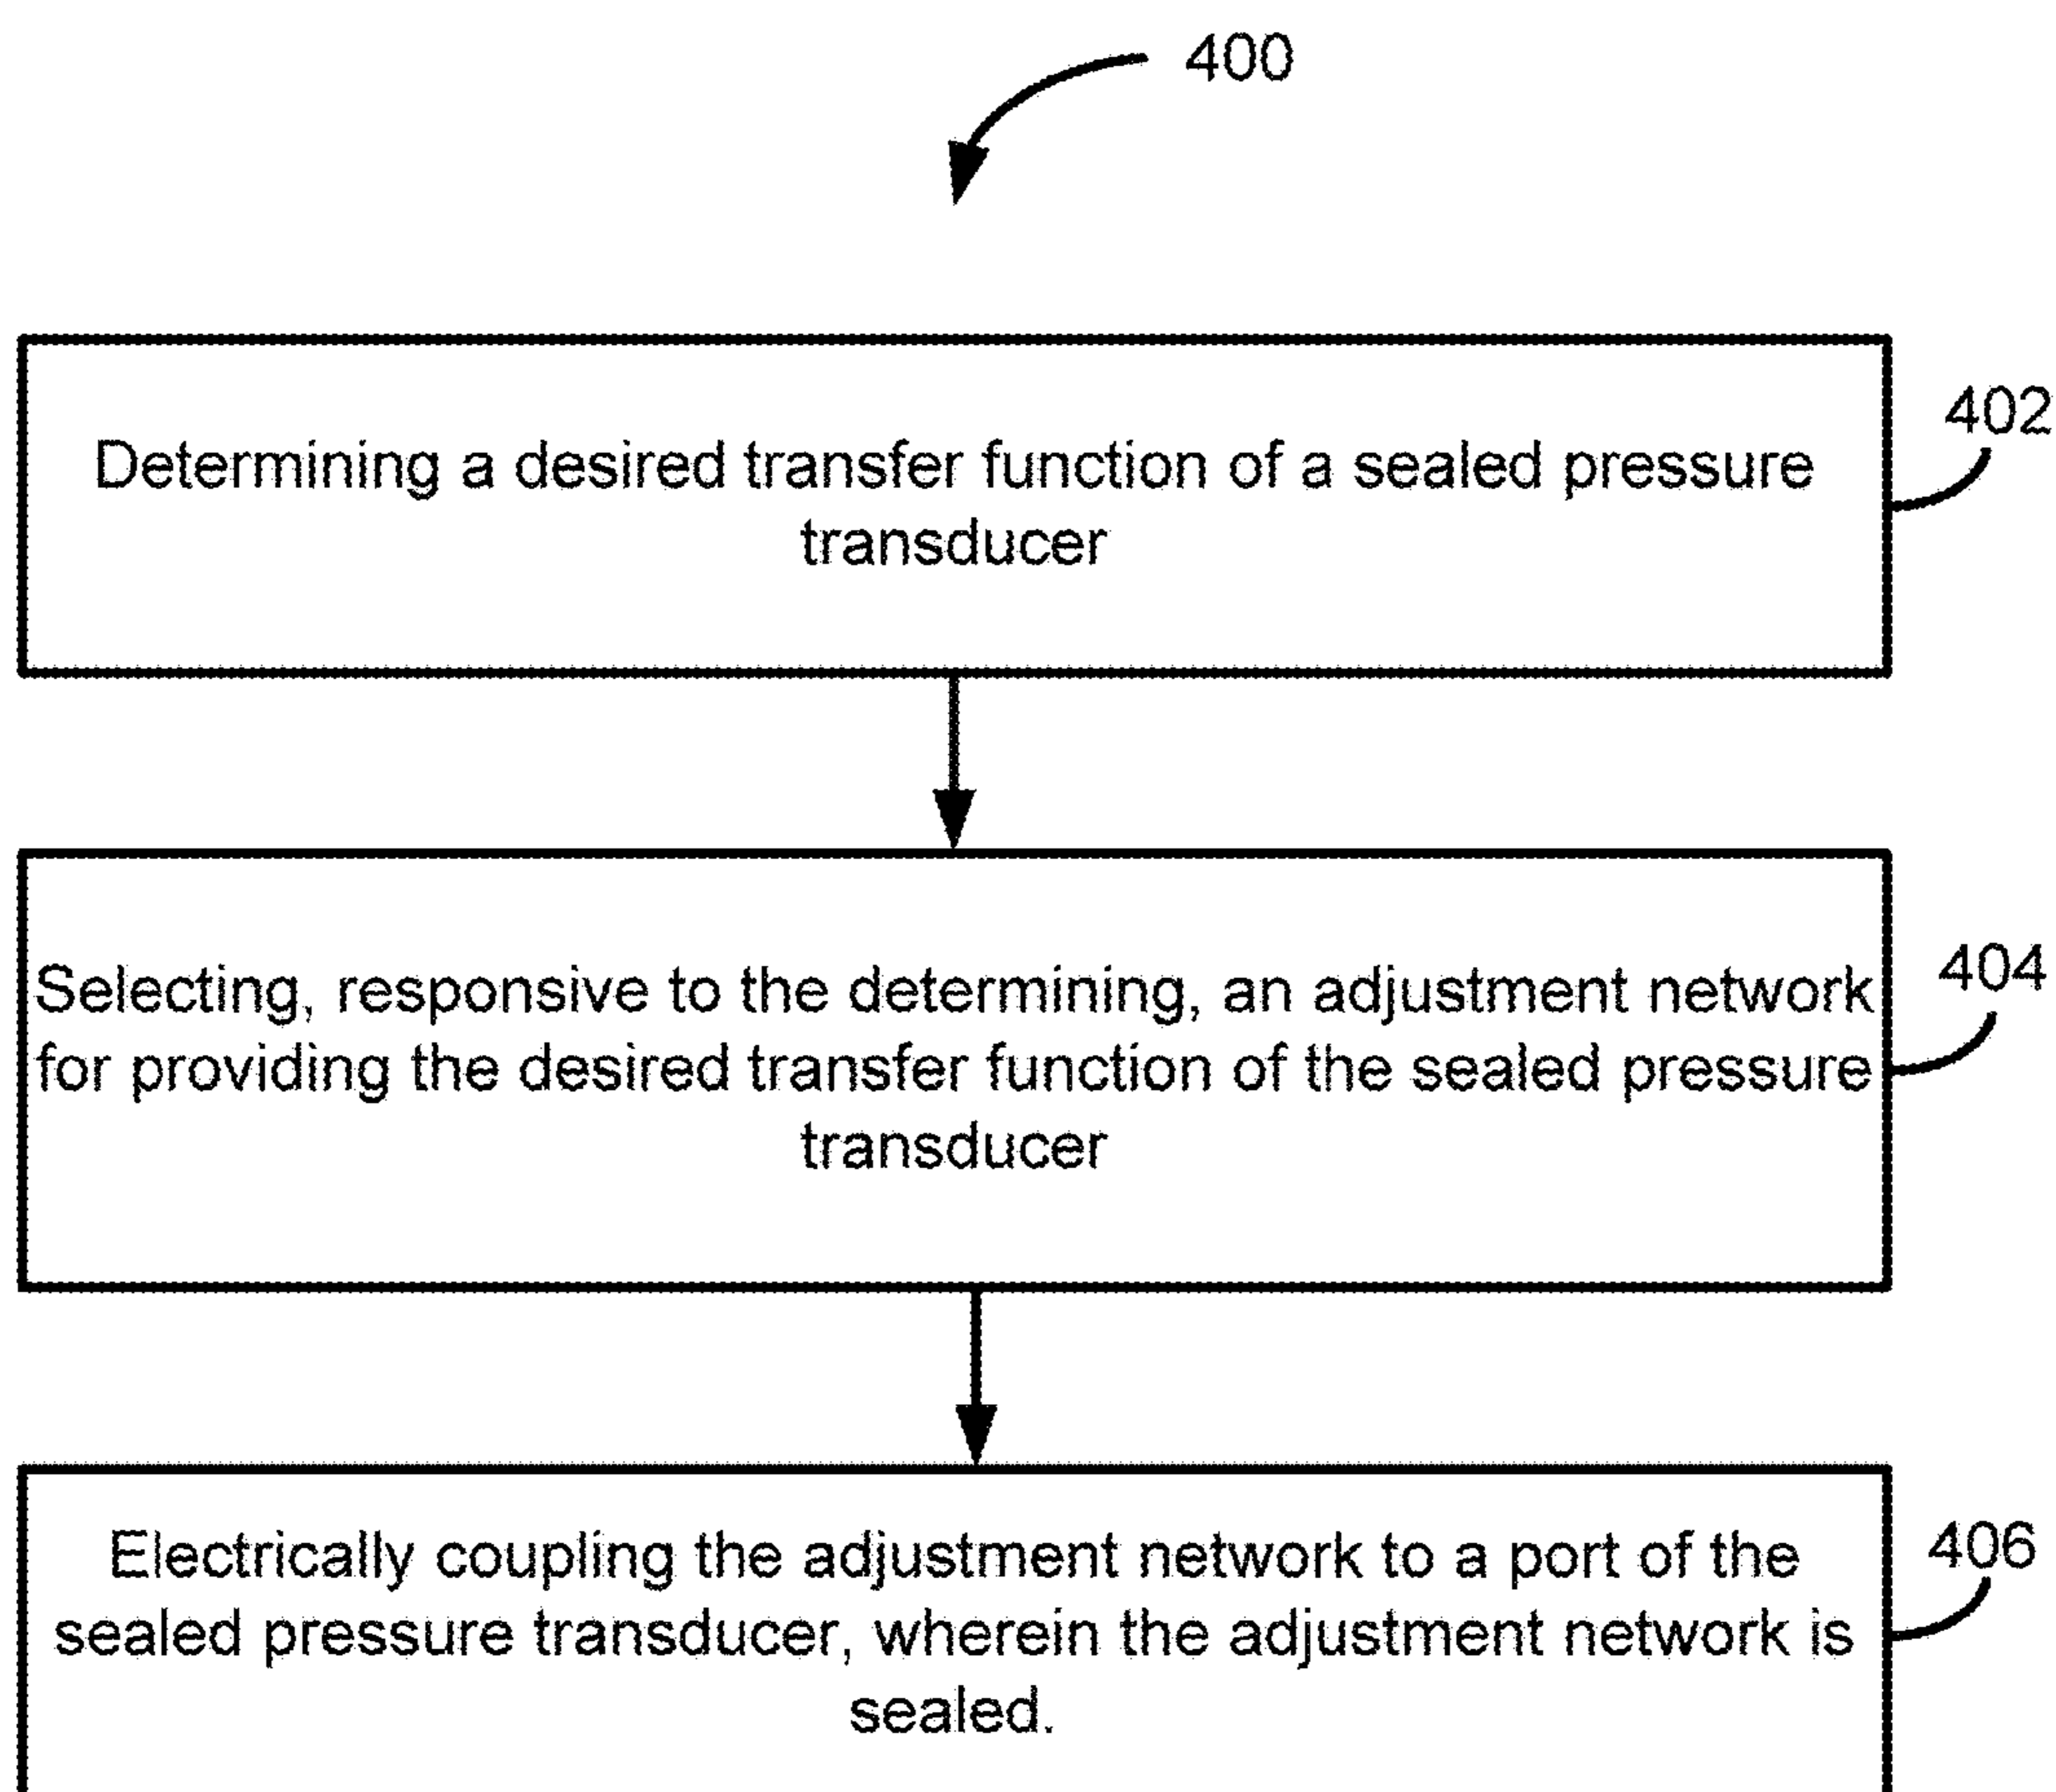 400
402
Determining a desired transfer function of a sealed pressure
transducer
404
Selecting, responsive to the determining, an adjustment network
for providing the desired transfer function of the sealed pressure
transducer
406
Electrically coupling the adjustment network to a port of the
sealed pressure transducer, wherein the adjustment network is
sealed.